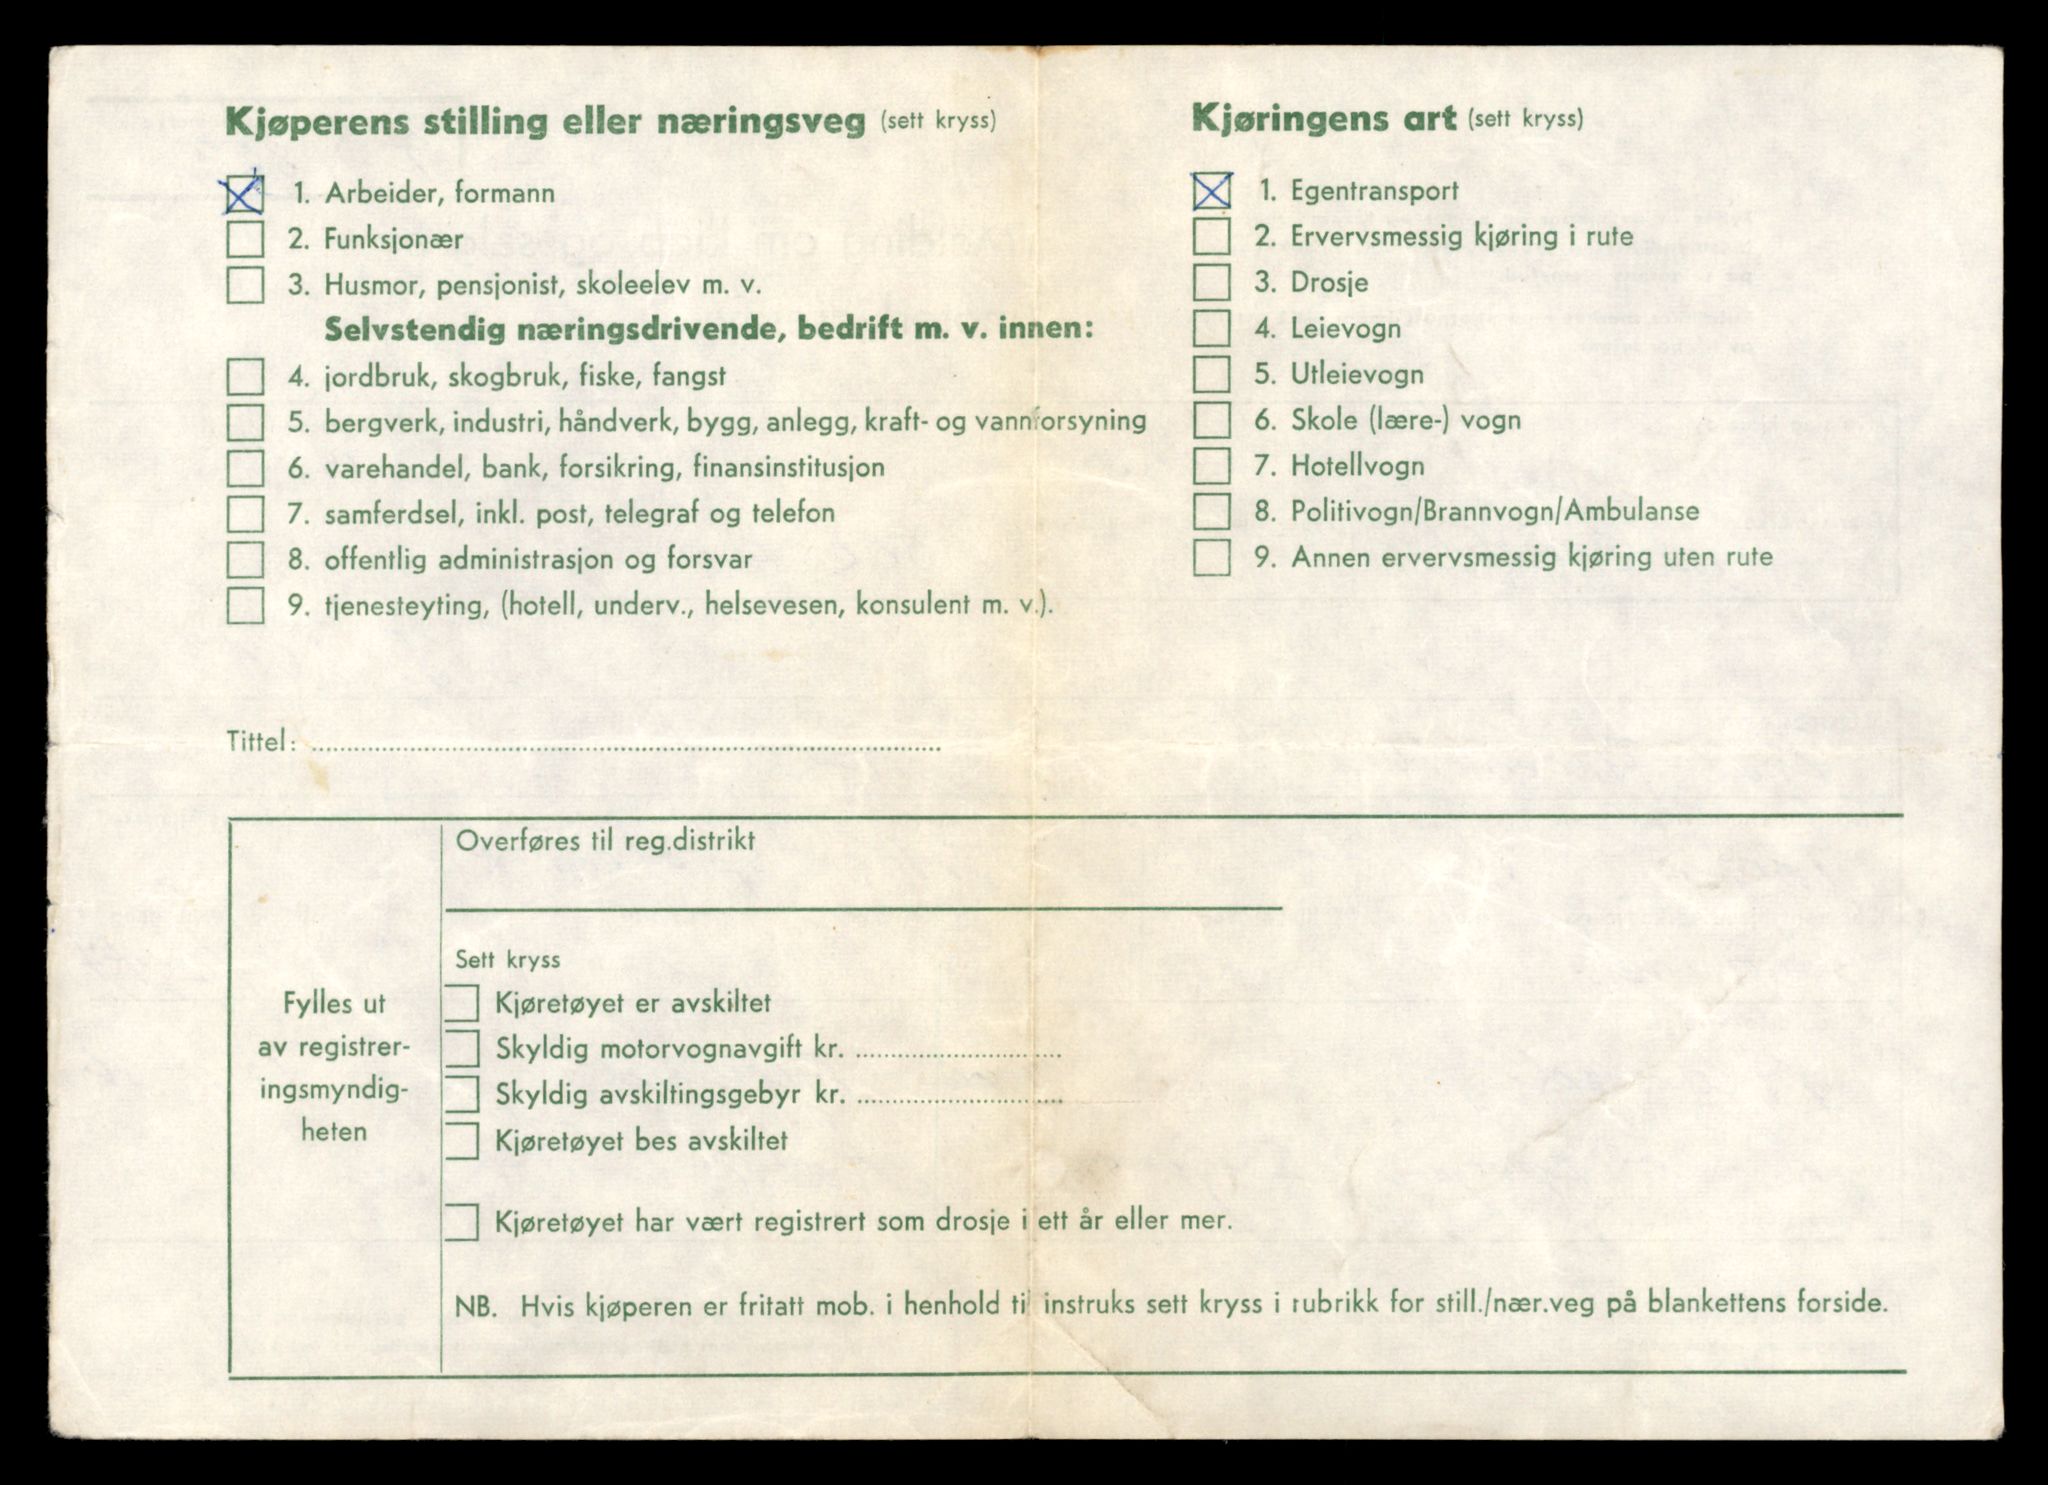 Kjøperens stilling eller næringsveg (sett kryss)
1. Arbeider, formann
2. Funksjonær
3. Husmor, pensjonist, skoleelev m. v.
Selvstendig næringsdrivende, bedrift m. v. innen:
4. jordbruk, skogbruk, fiske, fangst
5. bergverk, industri, håndverk, bygg, anlegg, kraft- og vannforsyning
6. varehandel, bank, forsikring, finansinstitusjon
7. samferdsel, inkl. post, telegraf og telefon
8. offentlig administrasjon og forsvar
9. tjenesteyting, (hotell, underv., helsevesen, konsulent m. v.).
Kjøringens art (sett kryss)
1. Egentransport
2. Ervervsmessig kjøring i rute
3. Drosje
4. Leievogn
5. Utleievogn
6. Skole (lære-) vogn
7. Hotellvogn
8. Politivogn/Brannvogn/Ambulanse
9. Annen ervervsmessig kjøring uten rute
Tittel:
Fylles ut
av registrer-
ingsmyndig-
heten
Overføres til reg.distrikt
Sett kryss
Kjøretøyet er avskiltet
Skyldig motorvognavgift kr.
Skyldig avskiltingsgebyr kr.
Kjøretøyet bes avskiltet
Kjøretøyet har vært registrert som drosje i ett år eller mer.
NB. Hvis kjøperen er fritatt mob. i henhold til instruks sett kryss i rubrikk for still./nær.veg på blankettens forside.